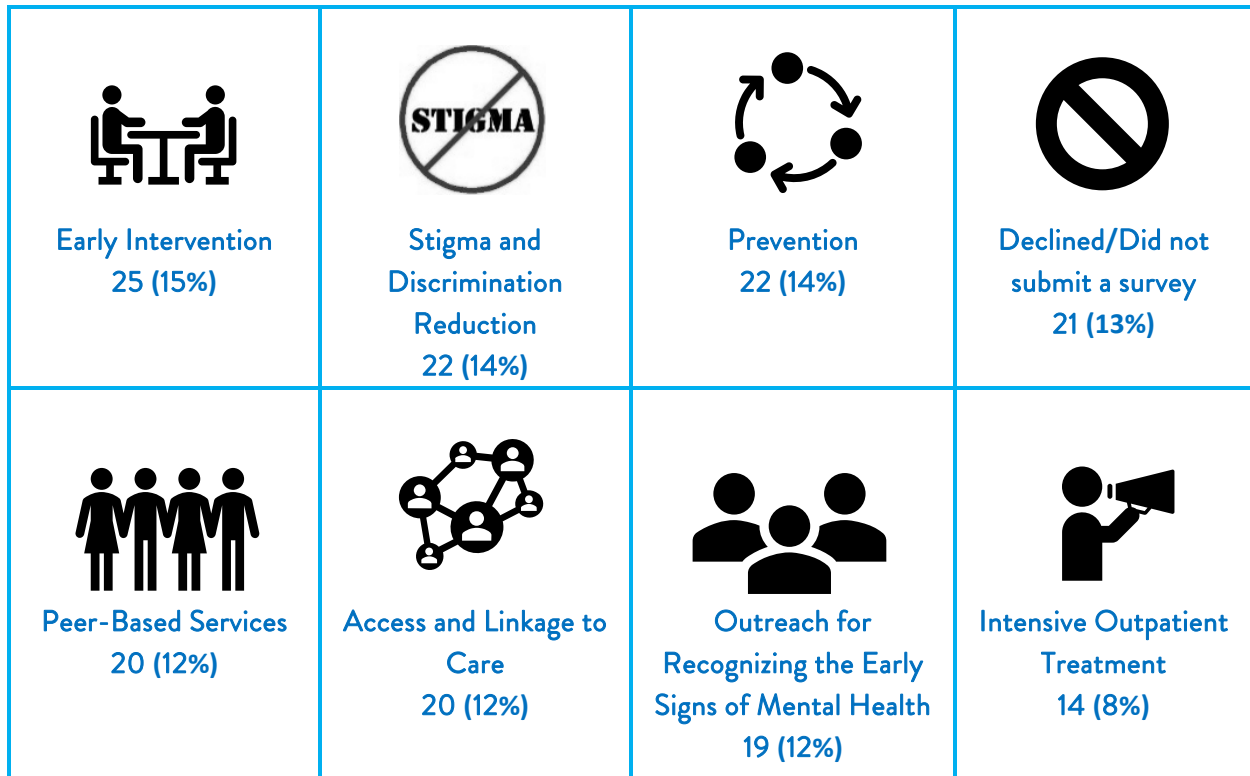 STIGMA
Early Intervention
25 (15%)
Stigma and
Discrimination
Reduction
22 (14%)
Prevention
22 (14%)
Declined/Did not
submit a survey
21 (13%)
Peer-Based Services
20 (12%)
Access and Linkage to
Care
20 (12%)
Outreach for
Recognizing the Early
Signs of Mental Health
19 (12%)
Intensive Outpatient
Treatment
14 (8%)